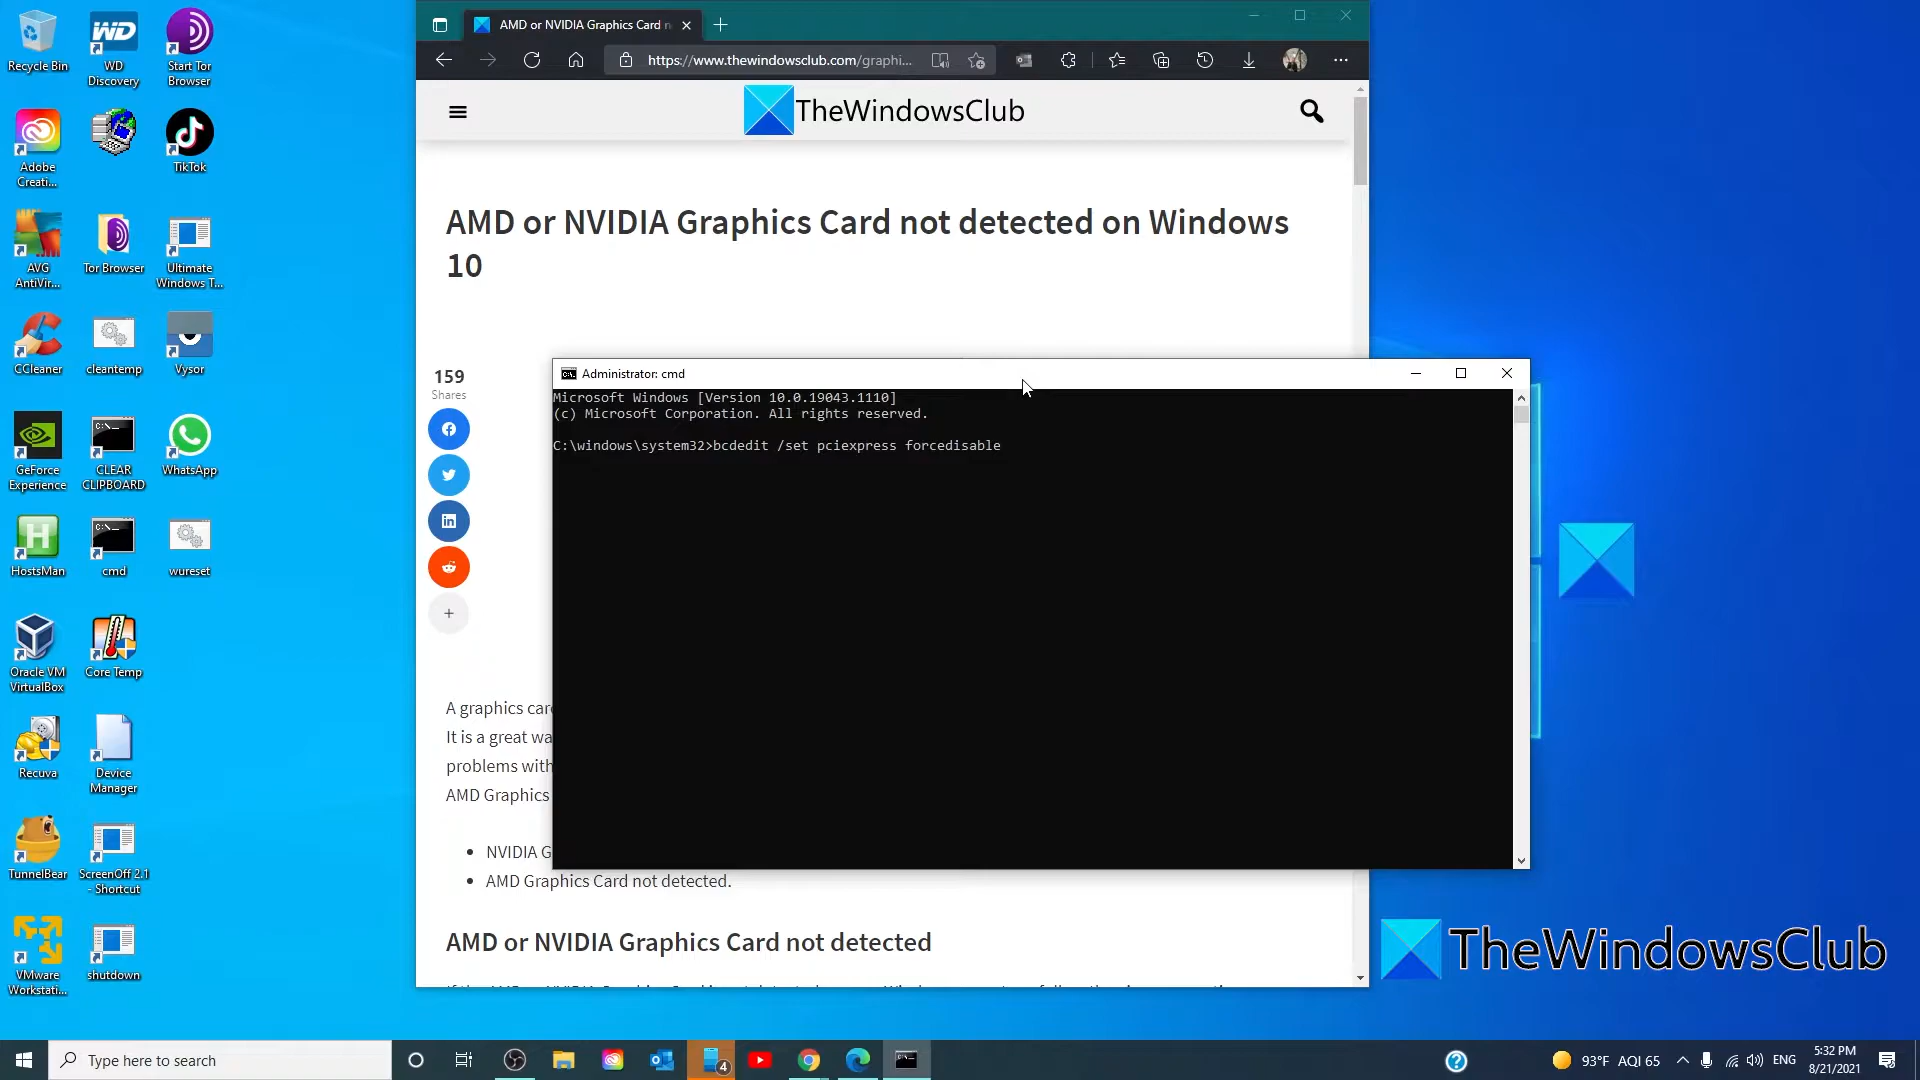 Recycle Bin
WD
Discovery
Start Tor
Browser
Adobe
Creati...
TikTok
AVG
AntiVir...
Tor Browser
Ultimate
Windows T...
CCleaner
cleantemp
Vysor
GeForce
Experience
CLEAR
CLIPBOARD
WhatsApp
HostsMan
cmd
wureset
Oracle VM
VirtualBox
Core Temp
Recuva
Device
Manager
TunnelBear
ScreenOff 2.1
- Shortcut
VMware
Workstati...
shutdown
AMD or NVIDIA Graphics Card n
https://www.thewindowsclub.com/graphi...
TheWindowsClub
AMD or NVIDIA Graphics Card not detected on Windows
10
159
Shares
Administrator: cmd
Microsoft Windows [Version 10.0.19043.1110]
(c) Microsoft Corporation. All rights reserved.
C:\windows\system32>bcdedit /set pciexpress forcedisable
A graphics car
It is a great wa
problems with
AMD Graphics
NVIDIA G
AMD Graphics Card not detected.
AMD or NVIDIA Graphics Card not detected
TheWindowsClub
Type here to search
4
93°F AQI 65
ENG
5:32 PM
8/21/2021